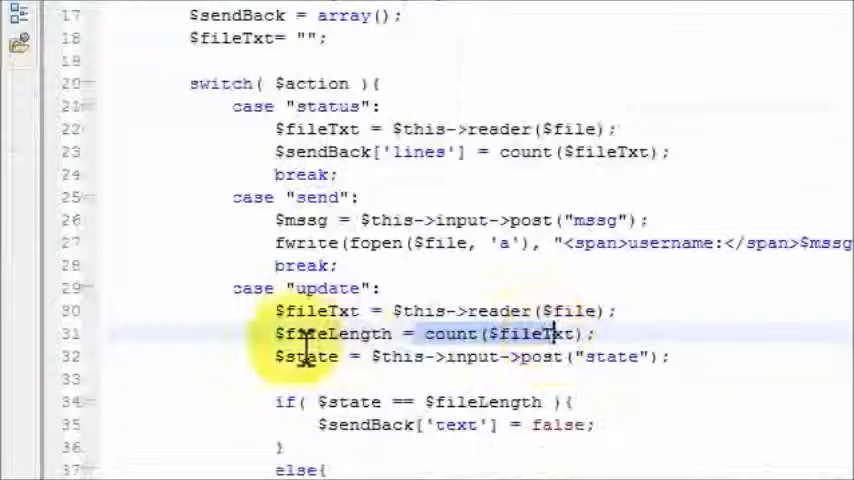 17 $sendBack = array();
18 $fileTxt= "";
19
20 switch( $action ){
21 case "status":
22 $fileTxt = $this->reader($file);
23 $sendBack['lines'] = count($fileTxt);
24 break;
25 case "send":
26 $mssg = $this->input->post("mssg");
27 fwrite(fopen($file, 'a'), "<span>username:</span>$mssg
28 break;
29 case "update":
30 $fileTxt = $this->reader($file);
31 $fileLength = count($fileTxt);
32 $state = $this->input->post("state");
33
34 if( $state == $fileLength ){
35 $sendBack['text'] = false;
36 }
37 else{